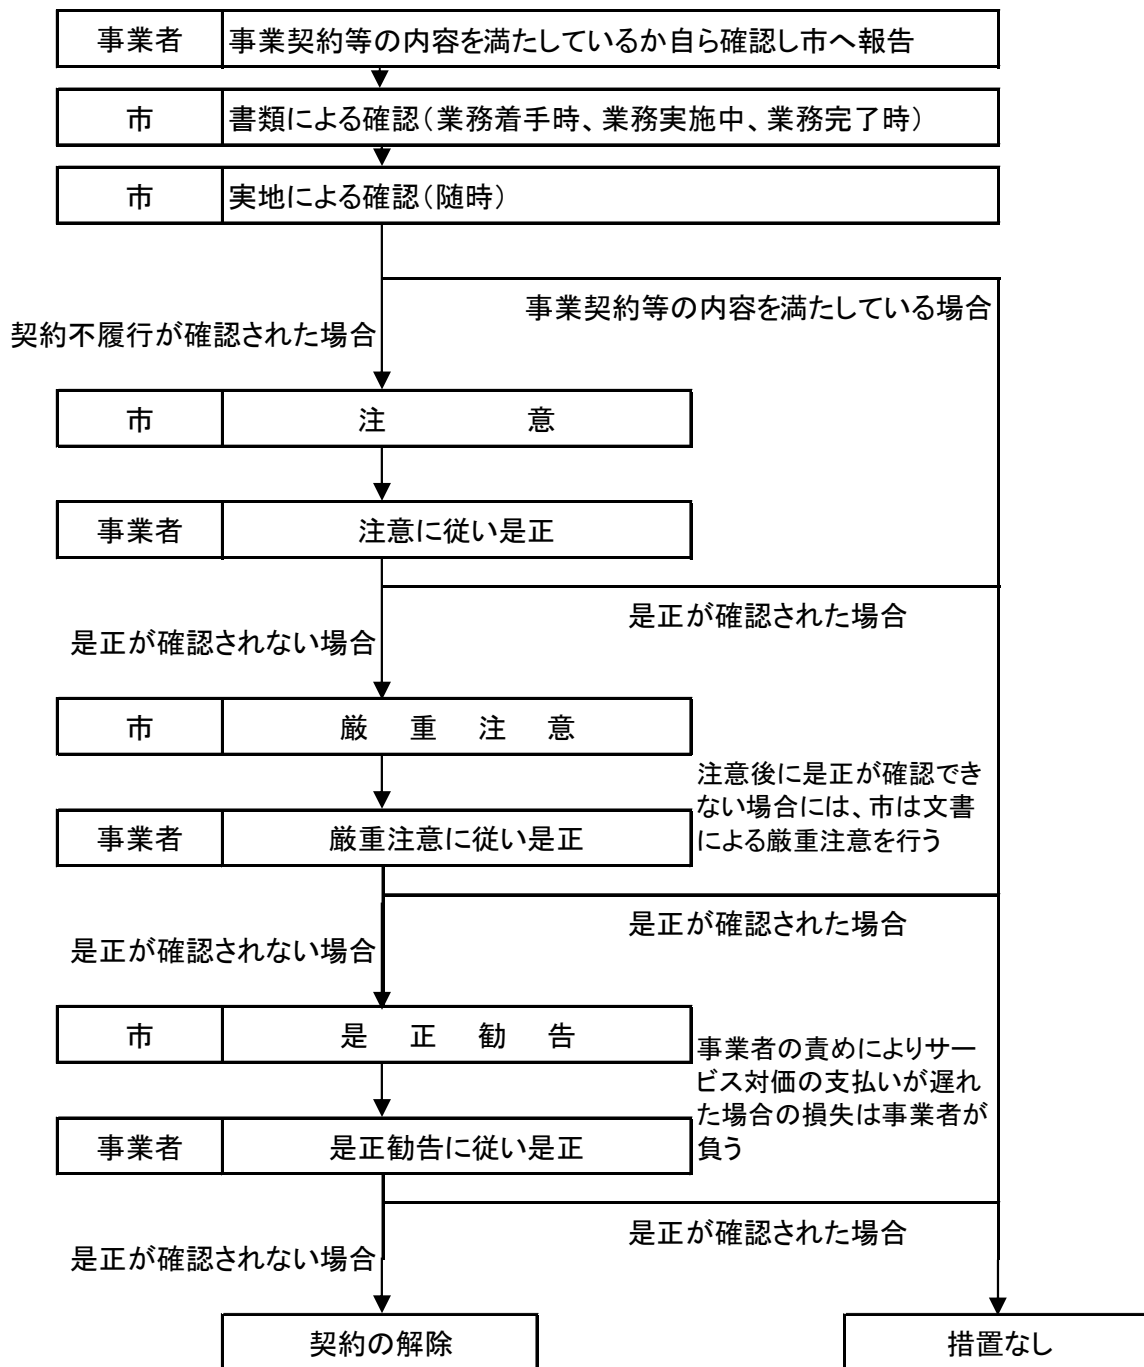 事業者 事業契約等の内容を満たしているか自ら確認し市へ報告
市 書類による確認（業務着手時、業務実施中、業務完了時）
市 実地による確認（随時）
事業契約等の内容を満たしている場合
契約不履行が確認された場合
市 注意
事業者 注意に従い是正
是正が確認された場合
是正が確認されない場合
市 厳重注意
注意後に是正が確認でき
ない場合には、市は文書
による厳重注意を行う
事業者 厳重注意に従い是正
是正が確認された場合
是正が確認されない場合
市 是正勧告
事業者の責めによりサー
ビス対価の支払いが遅れ
た場合の損失は事業者が
負う
事業者 是正勧告に従い是正
是正が確認された場合
是正が確認されない場合
契約の解除
措置なし